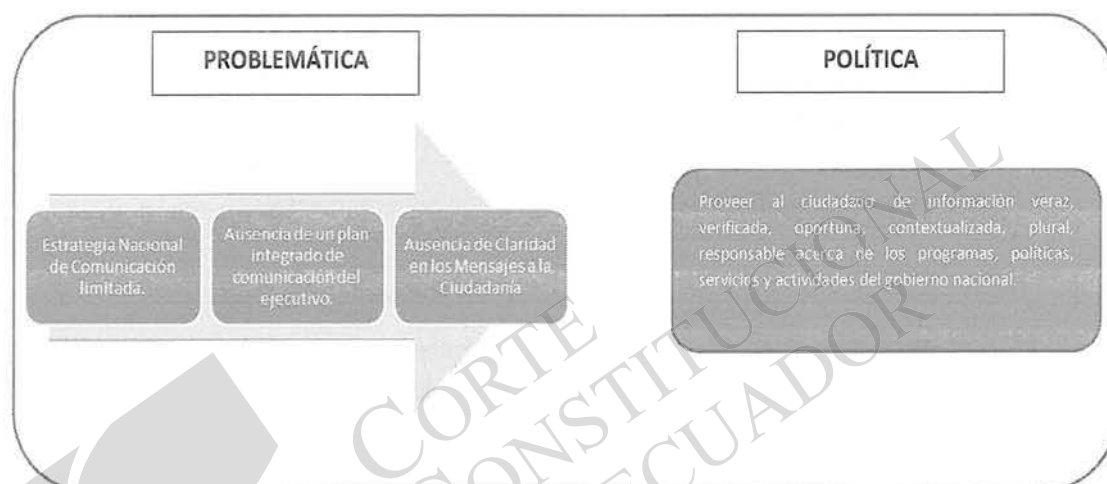 PROBLEMÁTICA
Estrategia Nacional
de Comunicación
limitada.
Ausencia de un plan
integrado de
comunicación del
ejecutivo.
Ausencia de Claridad
en los Mensajes a la
Ciudadanía
POLÍTICA
Proveer al ciudadano de información veraz,
verificada, oportuna, contextualizada, plural,
responsable acerca de los programas, políticas,
servicios y actividades del gobierno nacional.
CORTE
CONSTITUCIONAL
ECUADOR